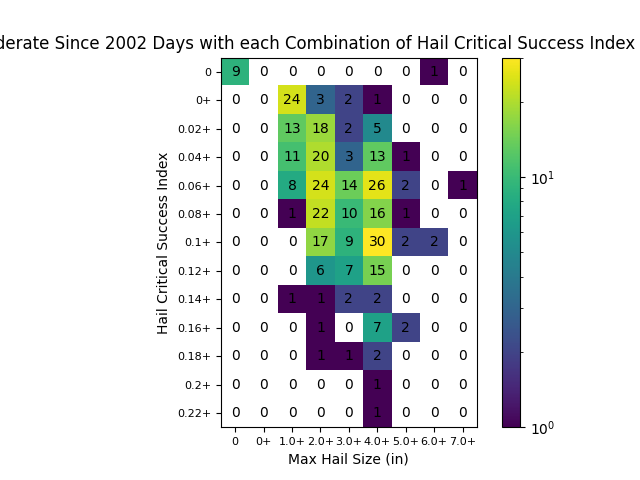 derate Since 2002 Days with each Combination of Hail Critical Success Index
0 9 0 0 0 0 0 0 1 0
0+ 0 0 24 3 2 1 0 0 0
0.02+ 0 0 13 18 2 5 0 0 0
0.04+ 0 0 11 20 3 13 1 0 0
0.06+ 0 0 8 24 14 26 2 0 1
0.08+ 0 0 1 22 10 16 1 0 0
0.1+ 0 0 0 17 9 30 2 2 0
0.12+ 0 0 0 6 7 15 0 0 0
0.14+ 0 0 1 1 2 2 0 0 0
0.16+ 0 0 0 1 0 7 2 0 0
0.18+ 0 0 0 1 1 2 0 0 0
0.2+ 0 0 0 0 0 1 0 0 0
0.22+ 0 0 0 0 0 1 0 0 0
0 0+ 1.0+ 2.0+ 3.0+ 4.0+ 5.0+ 6.0+ 7.0+
Max Hail Size (in)
Hail Critical Success Index
10¹
10⁰